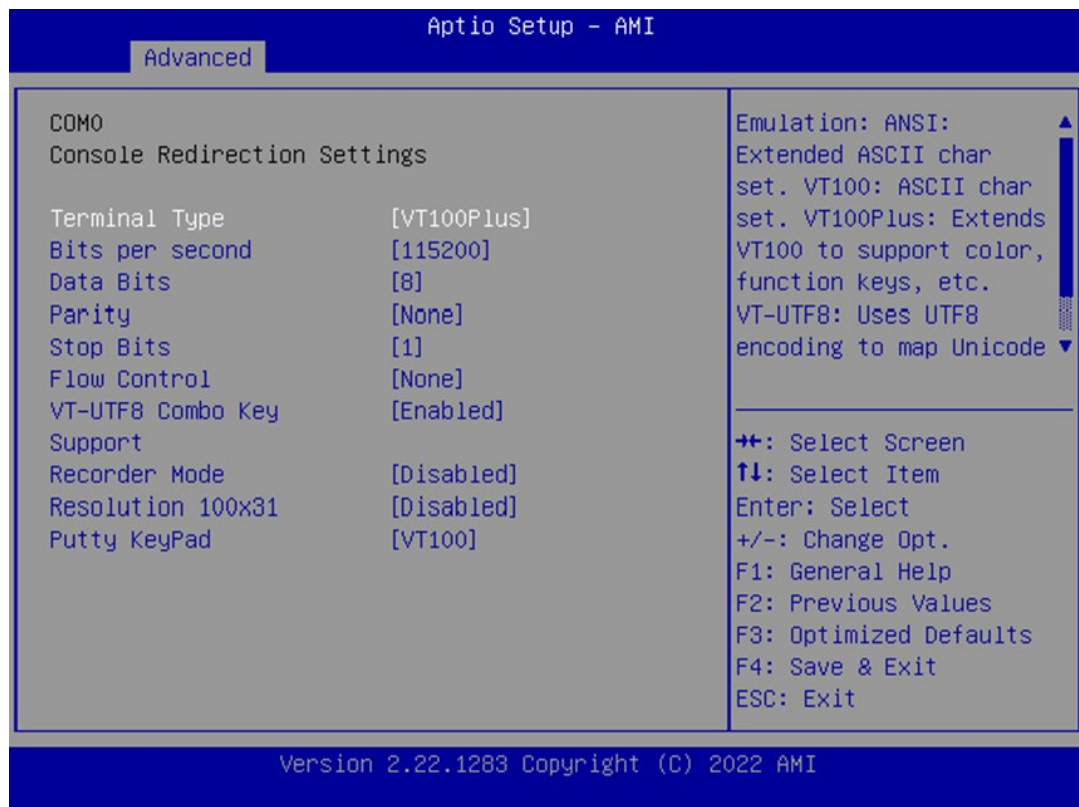 Aptio Setup – AMI
Advanced
COM0
Console Redirection Settings
Terminal Type [VT100Plus]
Bits per second [115200]
Data Bits [8]
Parity [None]
Stop Bits [1]
Flow Control [None]
VT-UTF8 Combo Key [Enabled]
Support
Recorder Mode [Disabled]
Resolution 100x31 [Disabled]
Putty KeyPad [VT100]
Emulation: ANSI:
Extended ASCII char
set. VT100: ASCII char
set. VT100Plus: Extends
VT100 to support color,
function keys, etc.
VT-UTF8: Uses UTF8
encoding to map Unicode
→←: Select Screen
↑↓: Select Item
Enter: Select
+/-: Change Opt.
F1: General Help
F2: Previous Values
F3: Optimized Defaults
F4: Save & Exit
ESC: Exit
Version 2.22.1283 Copyright (C) 2022 AMI